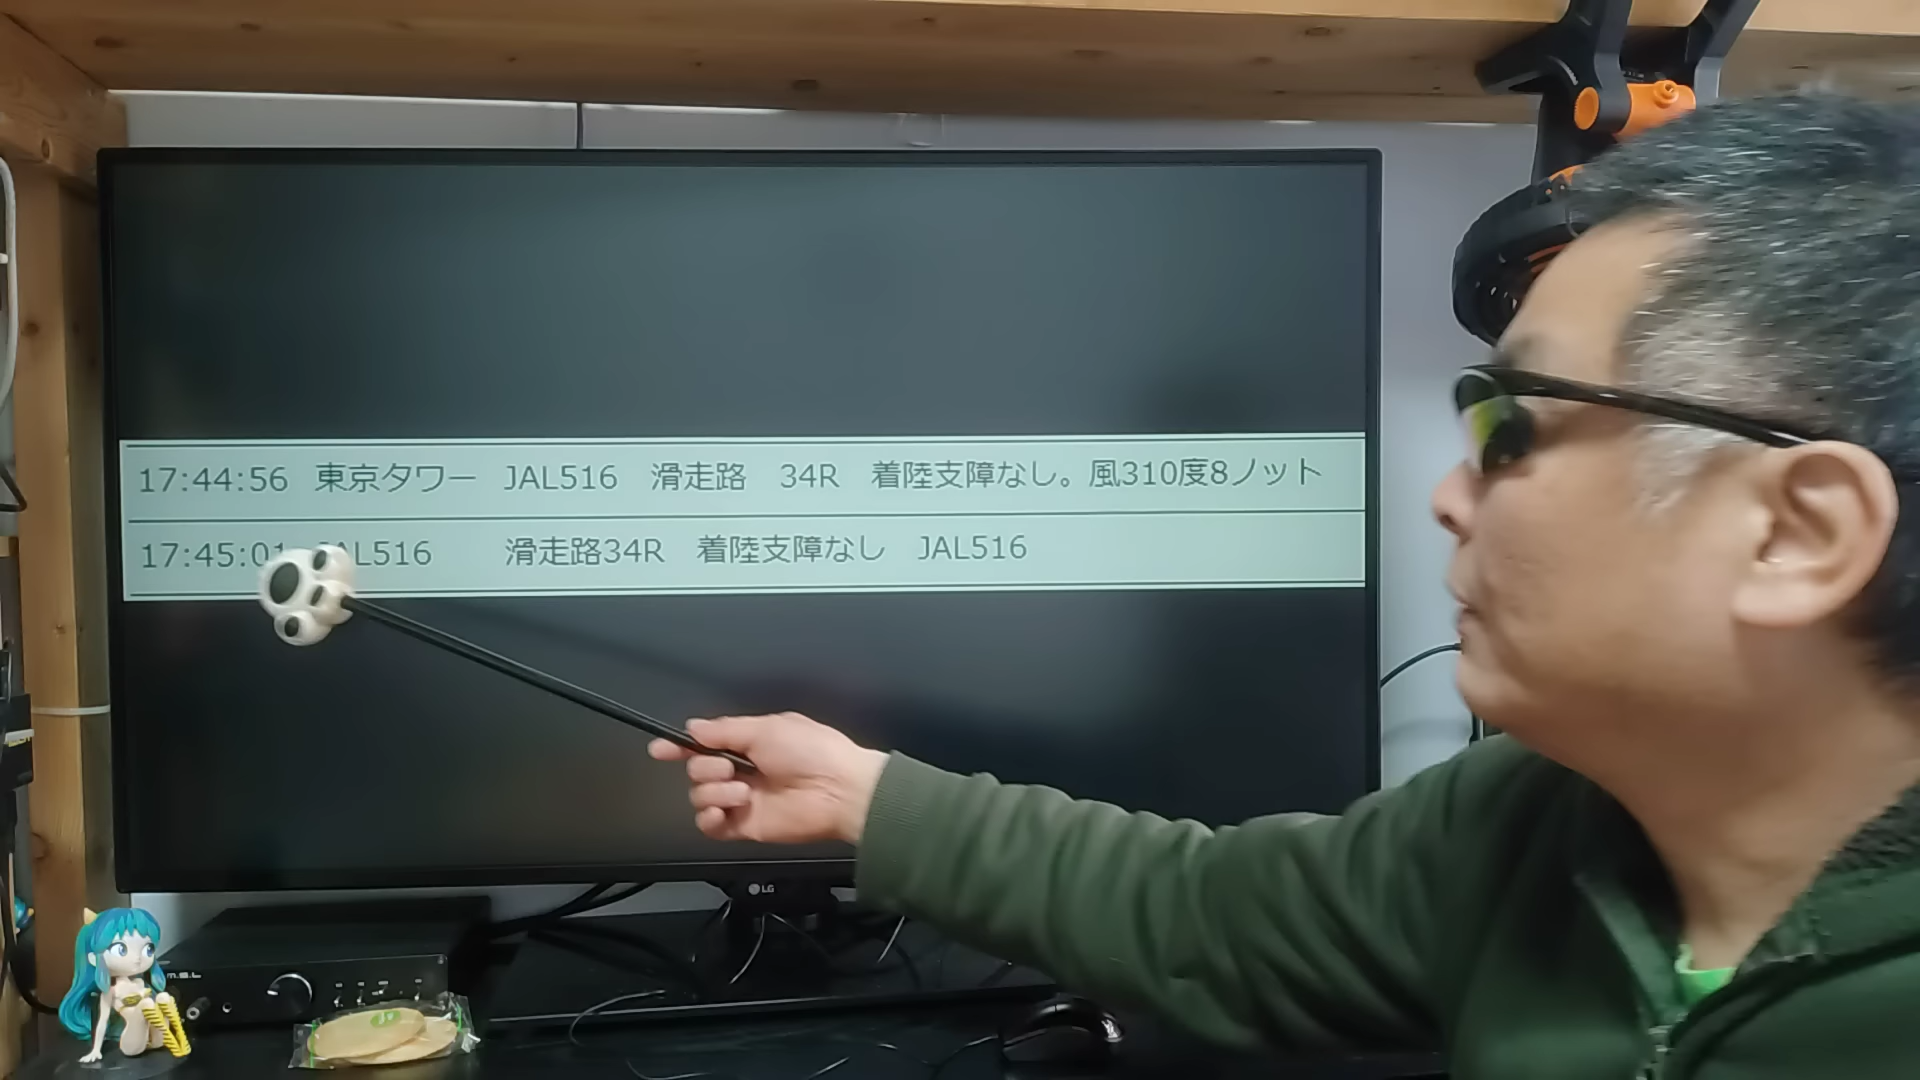 17:44:56 東京タワー JAL516 滑走路 34R 着陸支障なし。風310度8ノット
17:45:01 JAL516 滑走路34R 着陸支障なし JAL516
LG